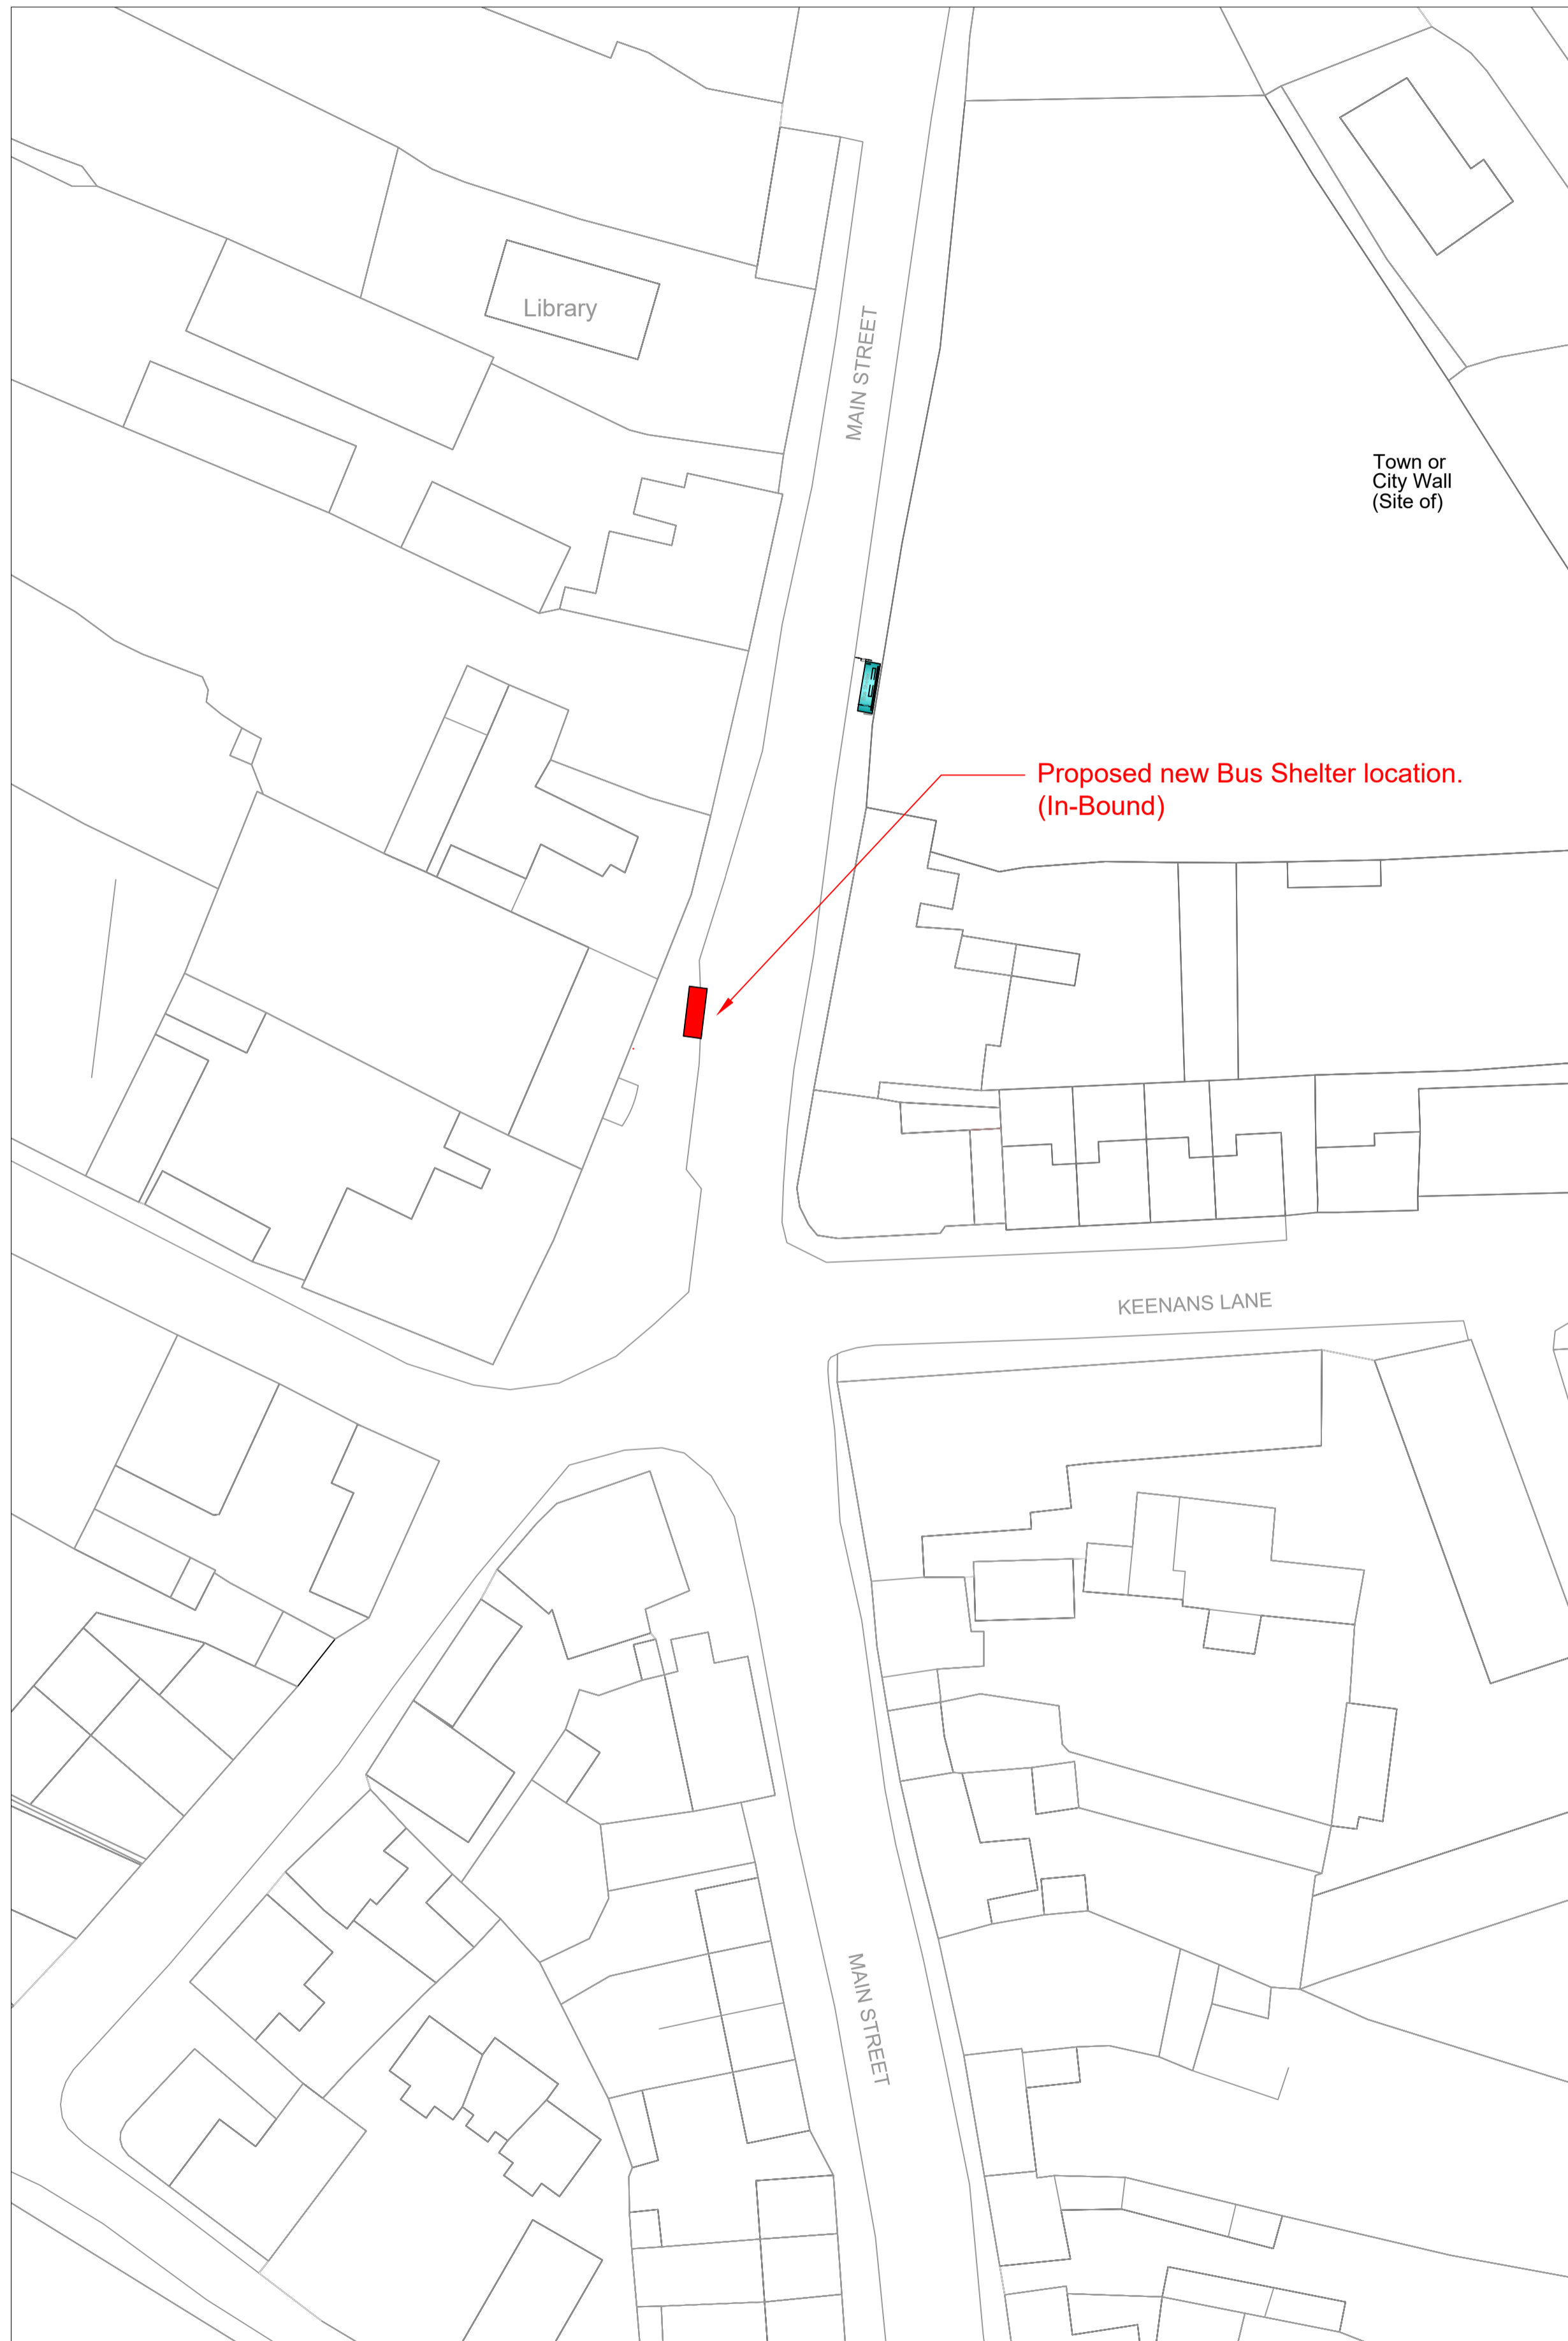 Library
MAIN STREET
Town or
City Wall
(Site of)
Proposed new Bus Shelter location.
(In-Bound)
KEENANS LANE
MAIN STREET